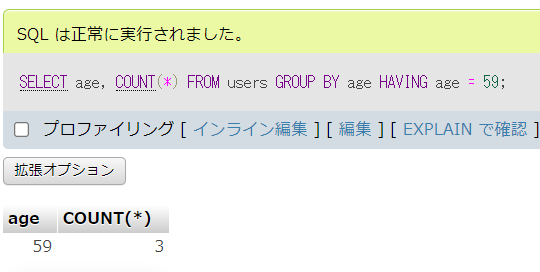 SQL は正常に実行されました。
SELECT age, COUNT(*) FROM users GROUP BY age HAVING age = 59;
プロファイリング [ インライン編集 ] [ 編集 ] [ EXPLAIN で確認 ]
拡張オプション
age COUNT(*)
59 3